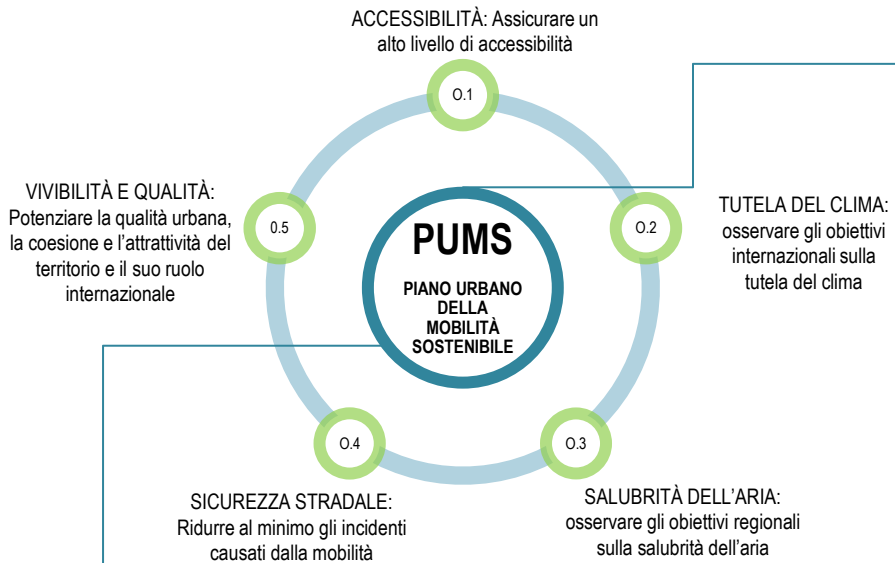 ACCESSIBILITÀ: Assicurare un
alto livello di accessibilità
O.1
VIVIBILITÀ E QUALITÀ:
Potenziare la qualità urbana,
la coesione e l'attrattività del
territorio e il suo ruolo
internazionale
0.5
PUMS
PIANO URBANO
DELLA
MOBILITÀ
SOSTENIBILE
O.2
TUTELA DEL CLIMA:
osservare gli obiettivi
internazionali sulla
tutela del clima
O.4
SICUREZZA STRADALE:
Ridurre al minimo gli incidenti
causati dalla mobilità
O.3
SALUBRITÀ DELL'ARIA:
osservare gli obiettivi regionali
sulla salubrità dell'aria